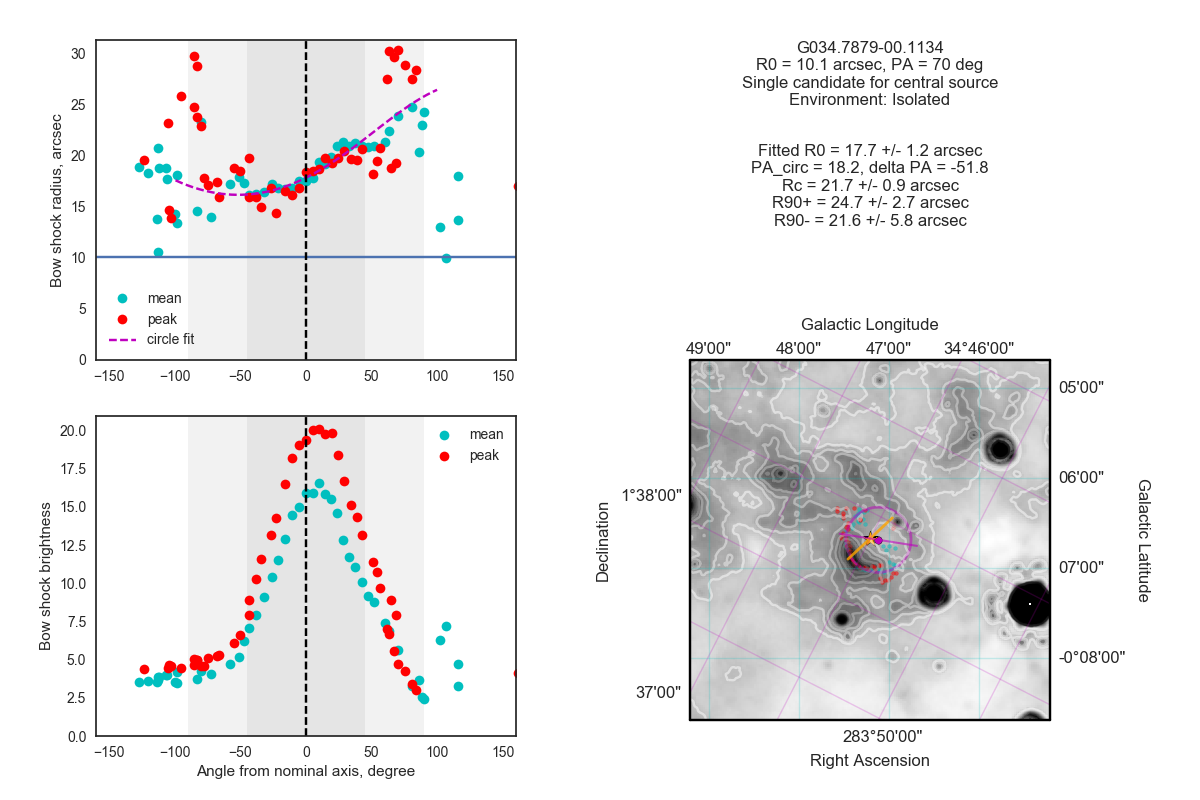 30
25
20
15
10
5
0
Bow shock radius, arcsec
mean
peak
circle fit
−150
−100
−50
0
50
100
150
20.0
17.5
15.0
12.5
10.0
7.5
5.0
2.5
0.0
Bow shock brightness
mean
peak
−150
−100
−50
0
50
100
150
Angle from nominal axis, degree
G034.7879-00.1134
R0 = 10.1 arcsec, PA = 70 deg
Single candidate for central source
Environment: Isolated
Fitted R0 = 17.7 +/- 1.2 arcsec
PA_circ = 18.2, delta PA = -51.8
Rc = 21.7 +/- 0.9 arcsec
R90+ = 24.7 +/- 2.7 arcsec
R90- = 21.6 +/- 5.8 arcsec
Galactic Longitude
49'00" 48'00" 47'00" 34°46'00"
05'00"
06'00"
07'00"
-0°08'00"
Galactic Latitude
1°38'00"
37'00"
Declination
283°50'00"
Right Ascension